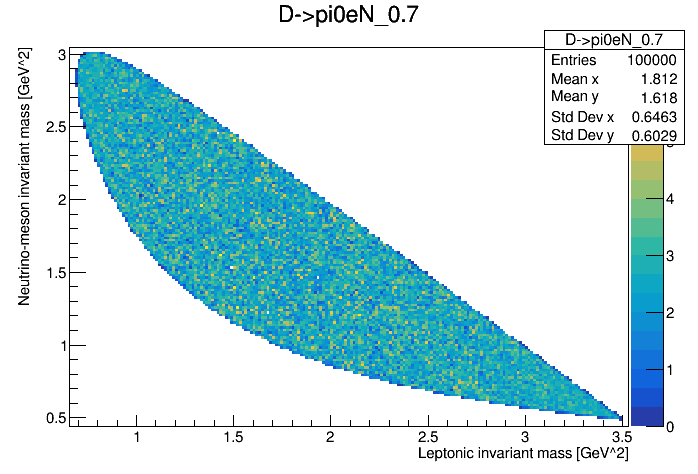 D->pi0eN_0.7
D->pi0eN_0.7
Entries 100000
Mean x 1.812
Mean y 1.618
Std Dev x 0.6463
Std Dev y 0.6029
Neutrino-meson invariant mass [GeV^2]
3
2.5
2
1.5
1
0.5
1 1.5 2 2.5 3 3.5
Leptonic invariant mass [GeV^2]
5
4
3
2
1
0